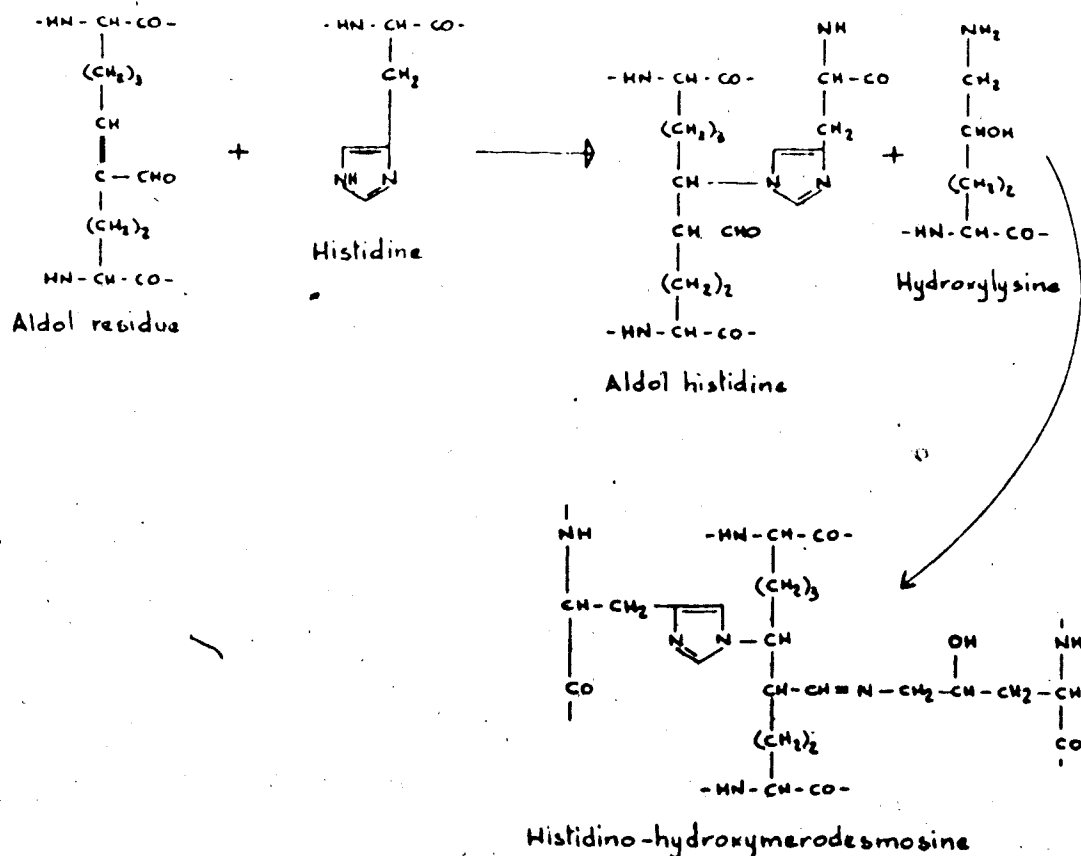 -HN-CH-CO-
(CH2)3
CH
C-CHO
(CH2)2
HN-CH-CO-
Aldol residue
+
-HN-CH-CO-
CH2
NH N
Histidine
-HN-CH-CO-
(CH2)3
CH
CH CHO
(CH2)2
-HN-CH-CO-
NH
CH-CO
CH2
N N
Aldol histidine
+
NH2
CH2
CHOH
(CH2)2
-HN-CH-CO-
Hydroxylysine
NH
CH-CH2
CO
N N
-HN-CH-CO-
(CH2)3
CH
CH-CH=N-CH2-CH-CH2-CH
OH
NH
CO
(CH2)2
-HN-CH-CO-
Histidino-hydroxymerodesmosine